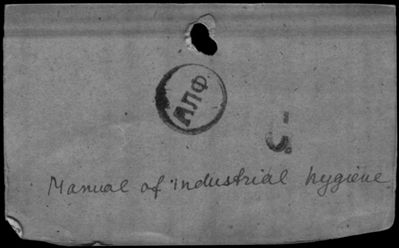 АПФ
C.
Manual of industrial hygiene.